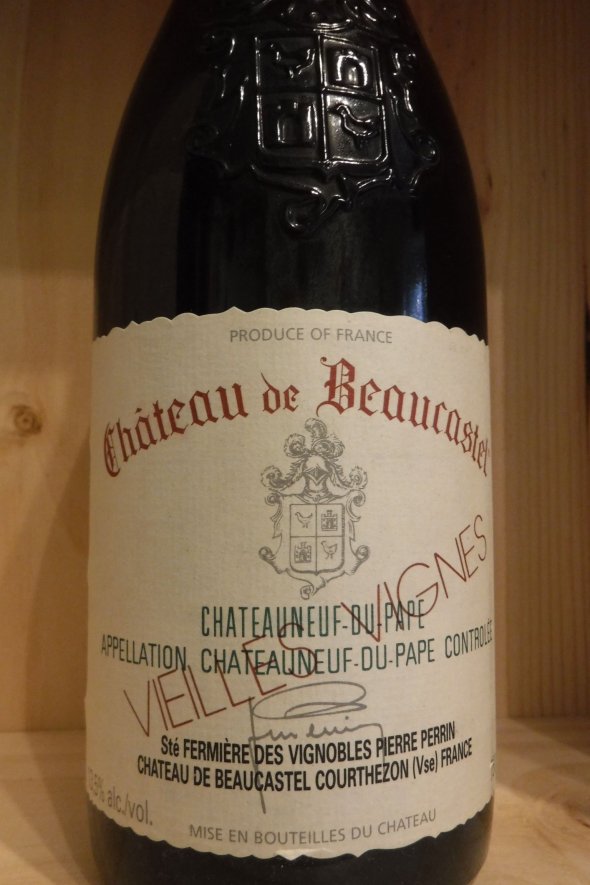 PRODUCE OF FRANCE
Château de Beaucastel
VIEILLES VIGNES
CHATEAUNEUF-DU-PAPE
APPELLATION CHATEAUNEUF-DU-PAPE CONTROLÉE
Sté FERMIÈRE DES VIGNOBLES PIERRE PERRIN
CHATEAU DE BEAUCASTEL COURTHEZON (Vse) FRANCE
alc./vol.
MISE EN BOUTEILLES DU CHATEAU